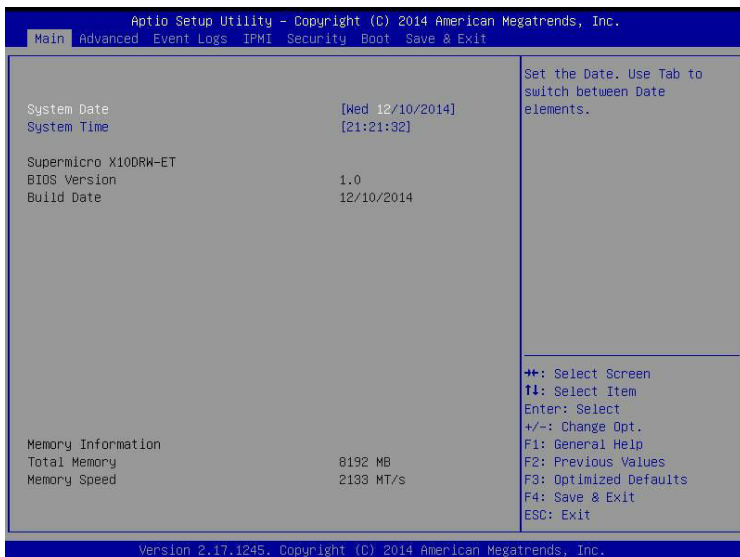 Aptio Setup Utility – Copyright (C) 2014 American Megatrends, Inc.
Main Advanced Event Logs IPMI Security Boot Save & Exit
System Date [Wed 12/10/2014]
System Time [21:21:32]
Supermicro X10DRW-ET
BIOS Version 1.0
Build Date 12/10/2014
Memory Information
Total Memory 8192 MB
Memory Speed 2133 MT/s
Set the Date. Use Tab to
switch between Date
elements.
→←: Select Screen
↑↓: Select Item
Enter: Select
+/-: Change Opt.
F1: General Help
F2: Previous Values
F3: Optimized Defaults
F4: Save & Exit
ESC: Exit
Version 2.17.1245. Copyright (C) 2014 American Megatrends, Inc.